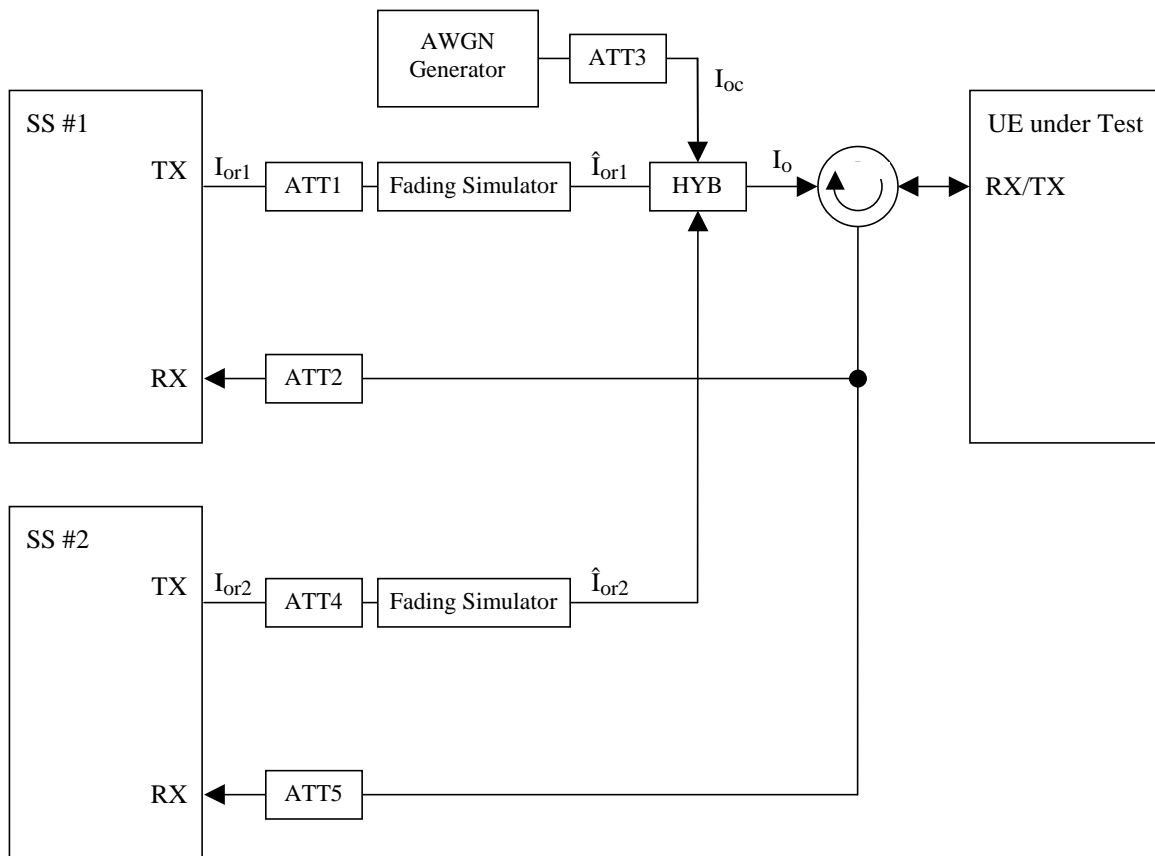 AWGN
Generator
ATT3
I_oc
SS #1
UE under Test
TX
I_or1
ATT1
Fading Simulator
Î_or1
HYB
I_o
RX/TX
RX
ATT2
SS #2
TX
I_or2
ATT4
Fading Simulator
Î_or2
RX
ATT5